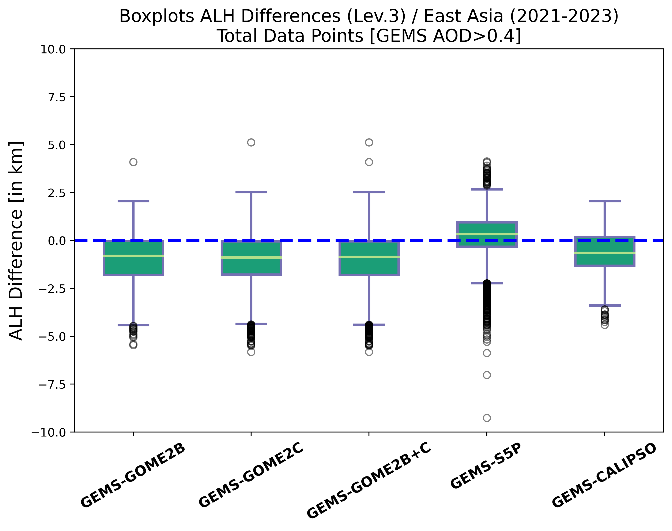 Boxplots ALH Differences (Lev.3) / East Asia (2021-2023)
Total Data Points [GEMS AOD>0.4]
ALH Difference [in km]
10.0
7.5
5.0
2.5
0.0
−2.5
−5.0
−7.5
−10.0
GEMS-GOME2B
GEMS-GOME2C
GEMS-GOME2B+C
GEMS-S5P
GEMS-CALIPSO